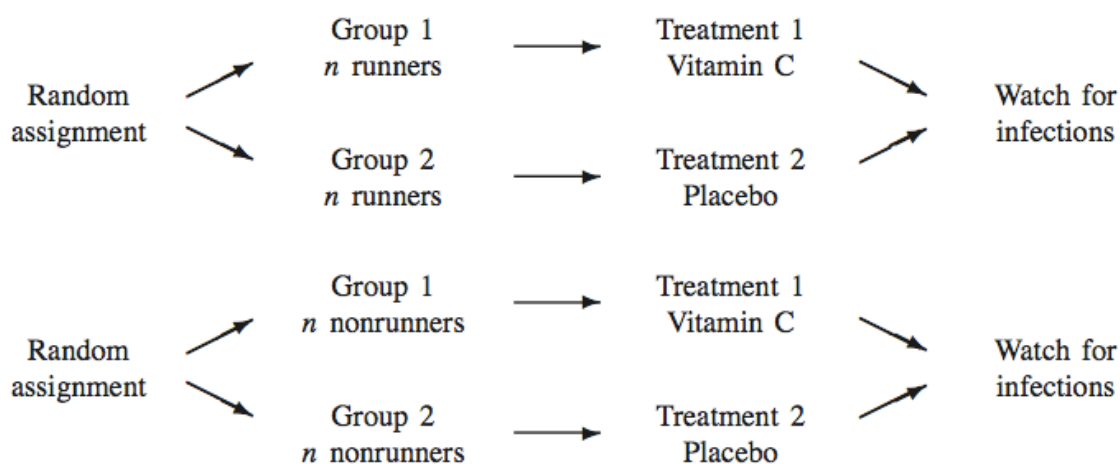 Group 1
n runners
Treatment 1
Vitamin C
Random
assignment
Watch for
infections
Group 2
n runners
Treatment 2
Placebo
Group 1
n nonrunners
Treatment 1
Vitamin C
Random
assignment
Watch for
infections
Group 2
n nonrunners
Treatment 2
Placebo